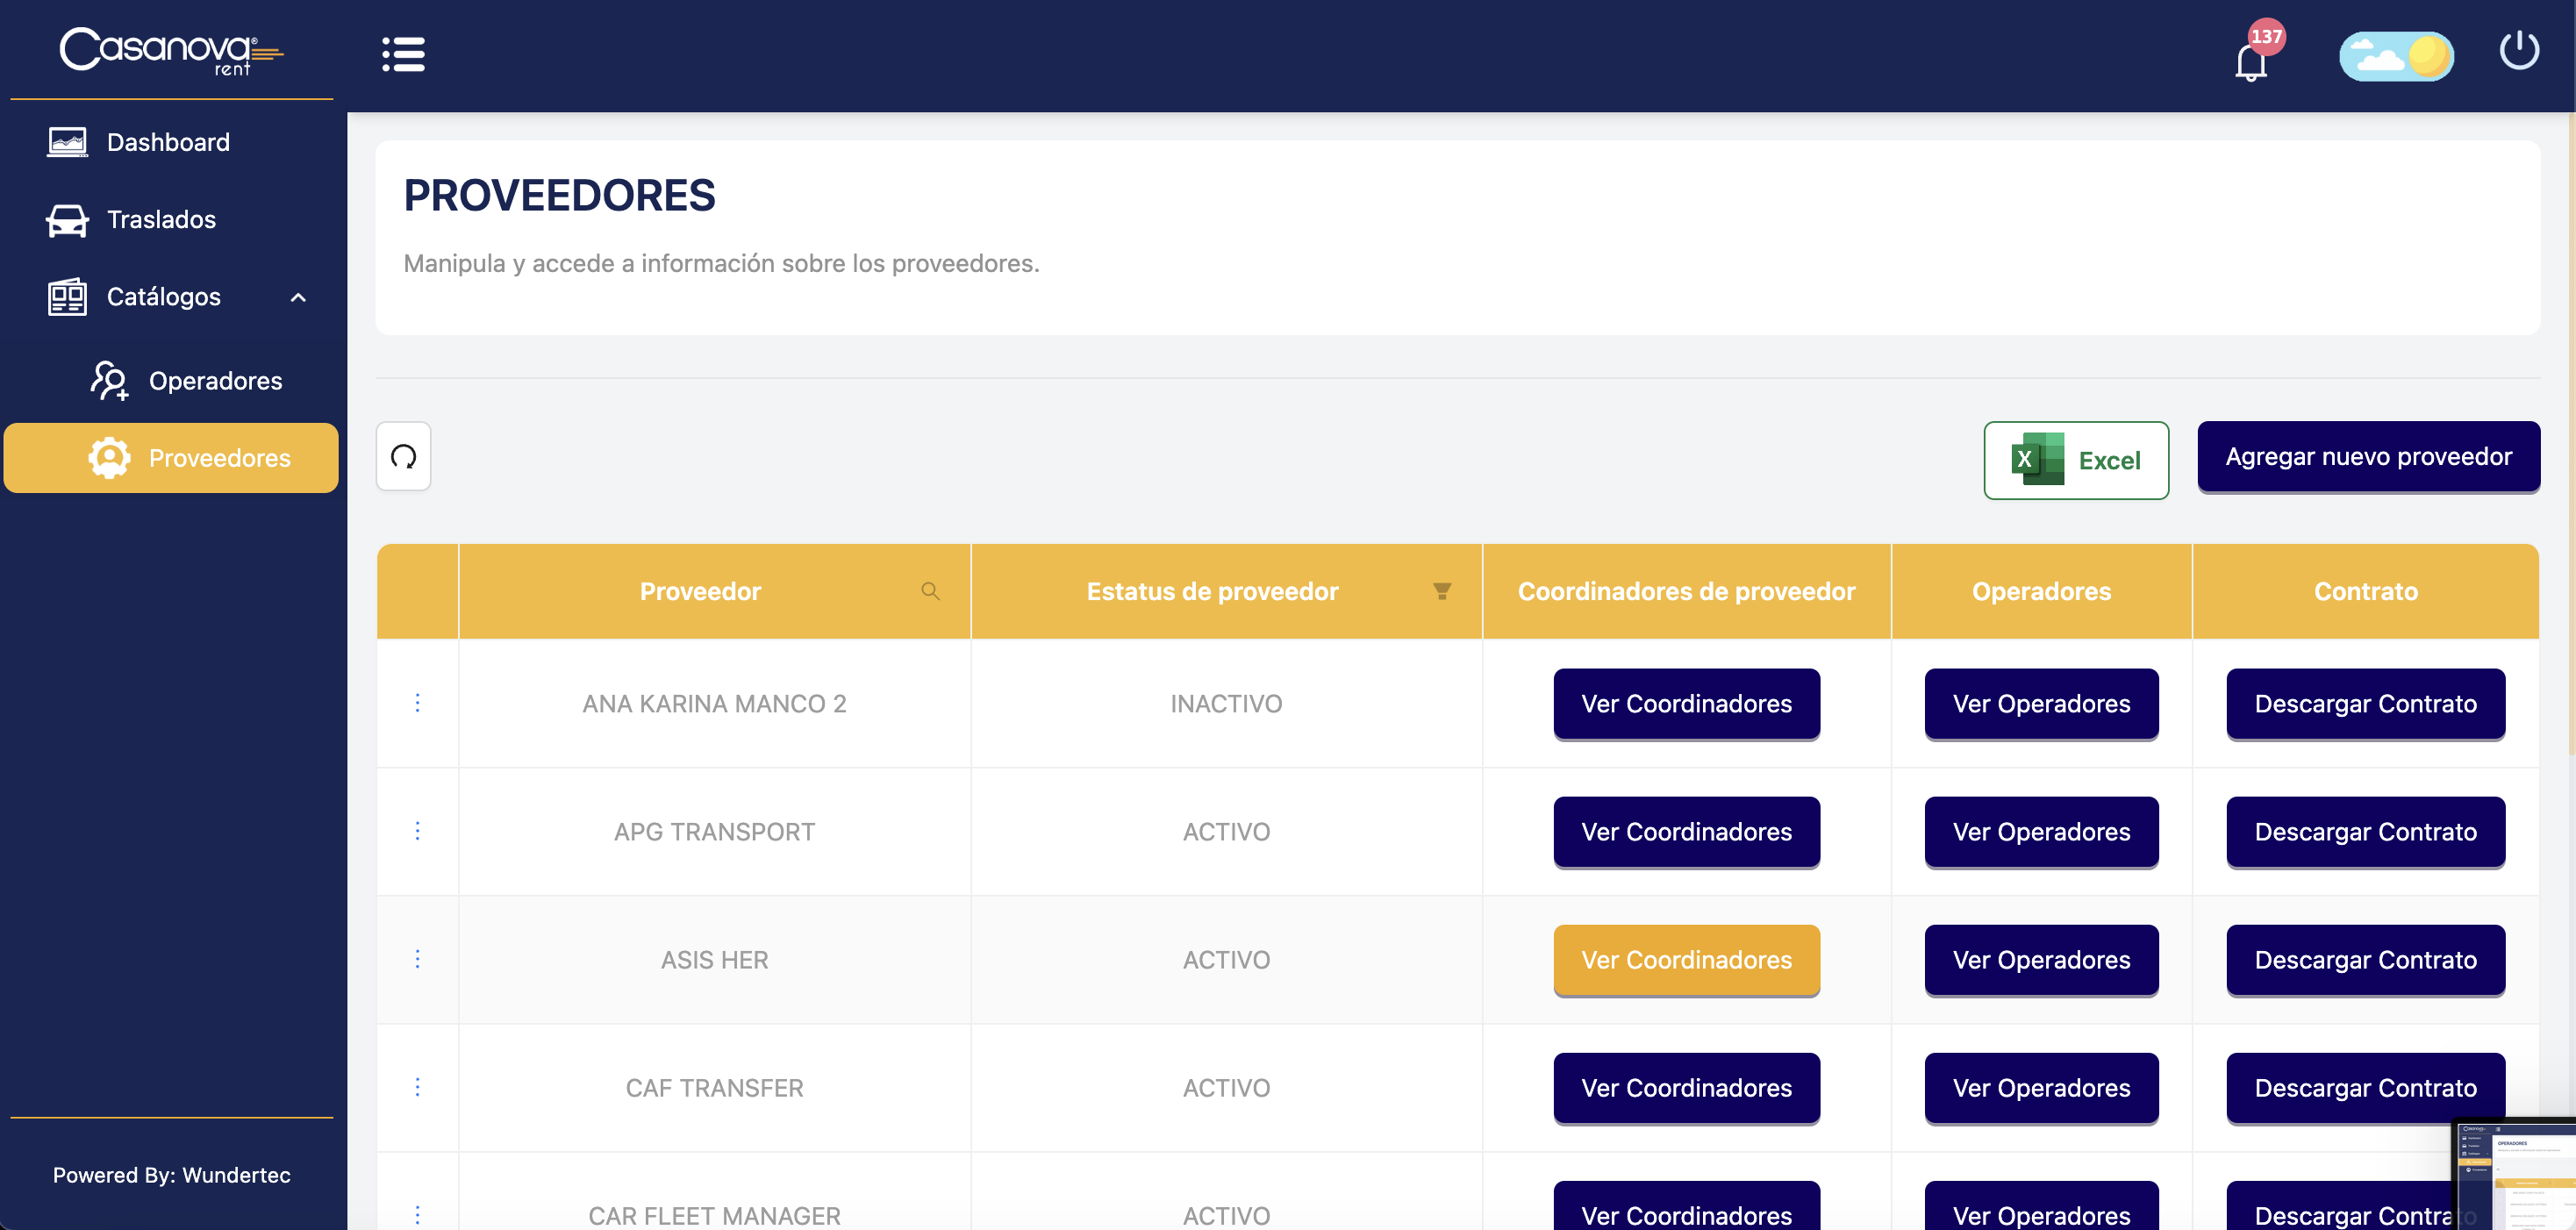 Casanova®
rent
137
Dashboard
Traslados
Catálogos
Operadores
Proveedores
Powered By: Wundertec
PROVEEDORES
Manipula y accede a información sobre los proveedores.
Excel
Agregar nuevo proveedor
Proveedor Estatus de proveedor Coordinadores de proveedor Operadores Contrato
ANA KARINA MANCO 2 INACTIVO Ver Coordinadores Ver Operadores Descargar Contrato
APG TRANSPORT ACTIVO Ver Coordinadores Ver Operadores Descargar Contrato
ASIS HER ACTIVO Ver Coordinadores Ver Operadores Descargar Contrato
CAF TRANSFER ACTIVO Ver Coordinadores Ver Operadores Descargar Contrato
CAR FLEET MANAGER ACTIVO Ver Coordinadores Ver Operadores Descargar Contrato
OPERADORES